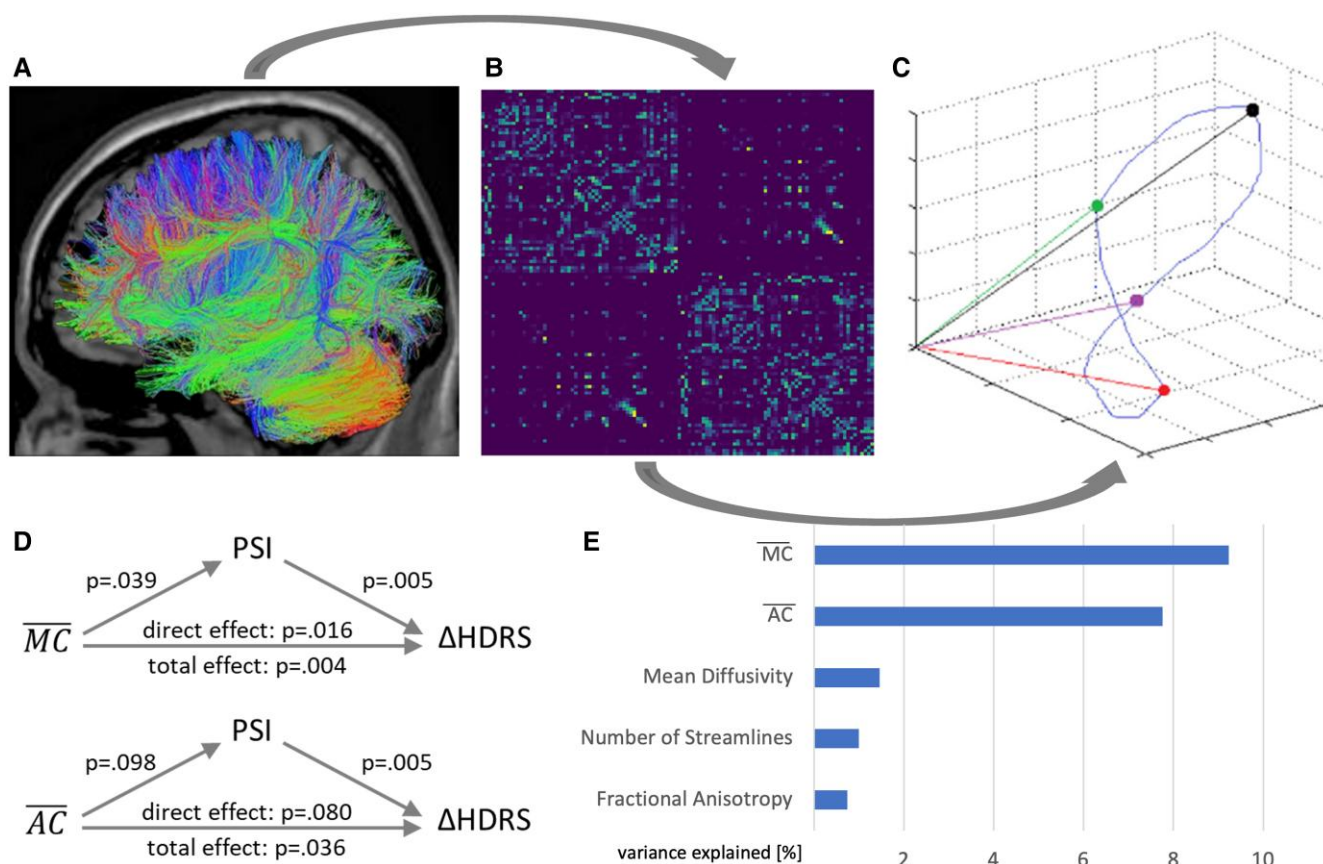 A
B
C
D
PSI
p=.039
p=.005
MC
direct effect: p=.016
total effect: p=.004
ΔHDRS
PSI
p=.098
p=.005
AC
direct effect: p=.080
total effect: p=.036
ΔHDRS
E
MC
AC
Mean Diffusivity
Number of Streamlines
Fractional Anisotropy
variance explained [%]
2
4
6
8
10